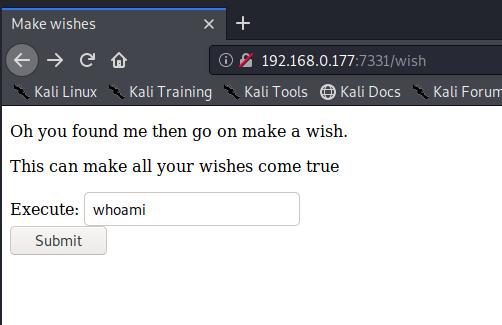 Make wishes
192.168.0.177:7331/wish
Kali Linux Kali Training Kali Tools Kali Docs Kali Forum
Oh you found me then go on make a wish.
This can make all your wishes come true
Execute: whoami
Submit